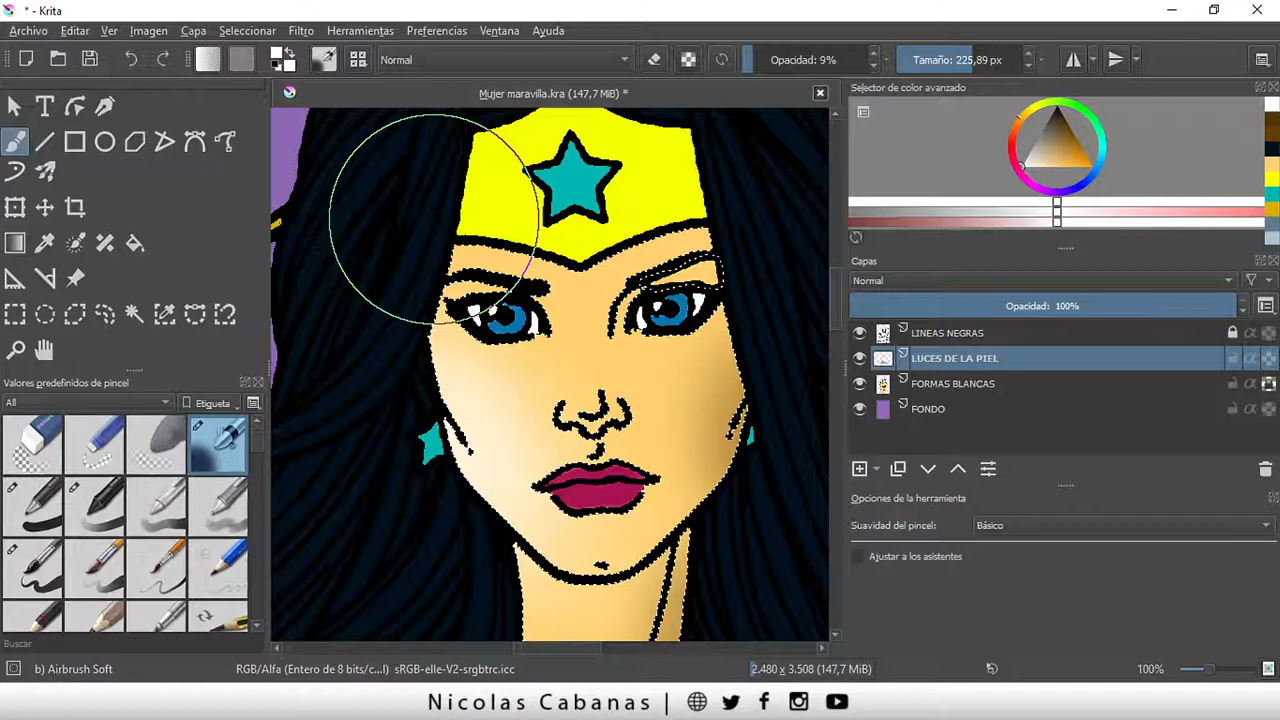 * - Krita
Archivo Editar Ver Imagen Capa Seleccionar Filtro Herramientas Preferencias Ventana Ayuda
Normal Opacidad: 9% Tamaño: 225,89 px
Mujer maravilla.kra (147,7 MiB) *
Selector de color avanzado
Capas
Normal
Opacidad: 100%
LINEAS NEGRAS
LUCES DE LA PIEL
FORMAS BLANCAS
FONDO
Valores predefinidos de pincel
All Etiqueta
Opciones de la herramienta
Suavidad del pincel: Básico
Ajustar a los asistentes
Buscar
b) Airbrush Soft RGB/Alfa (Entero de 8 bits/c...l) sRGB-elle-V2-srgbtrc.icc 2.480 x 3.508 (147,7 MiB) 100%
Nicolas Cabanas |